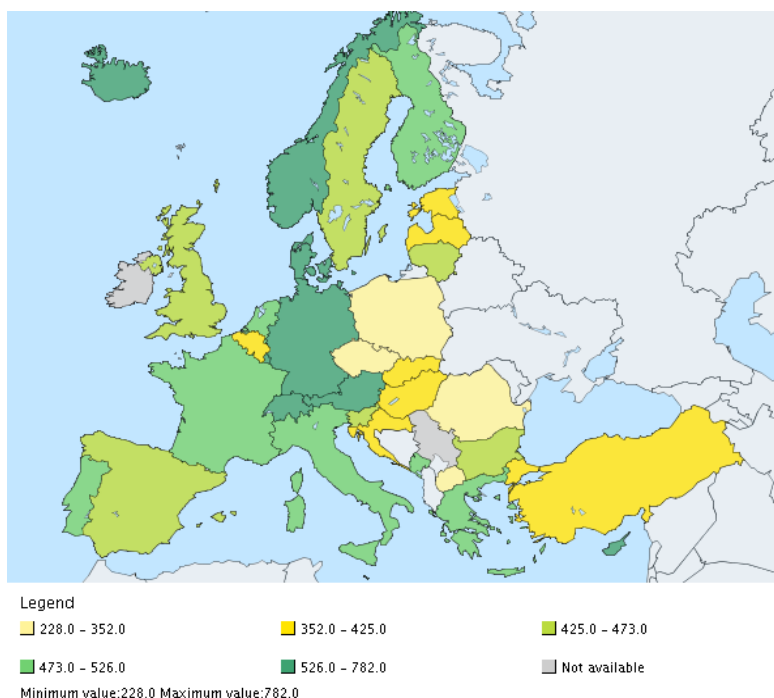 Legend
228.0 - 352.0 352.0 - 425.0 425.0 - 473.0
473.0 - 526.0 526.0 - 782.0 Not available
Minimum value:228.0 Maximum value:782.0